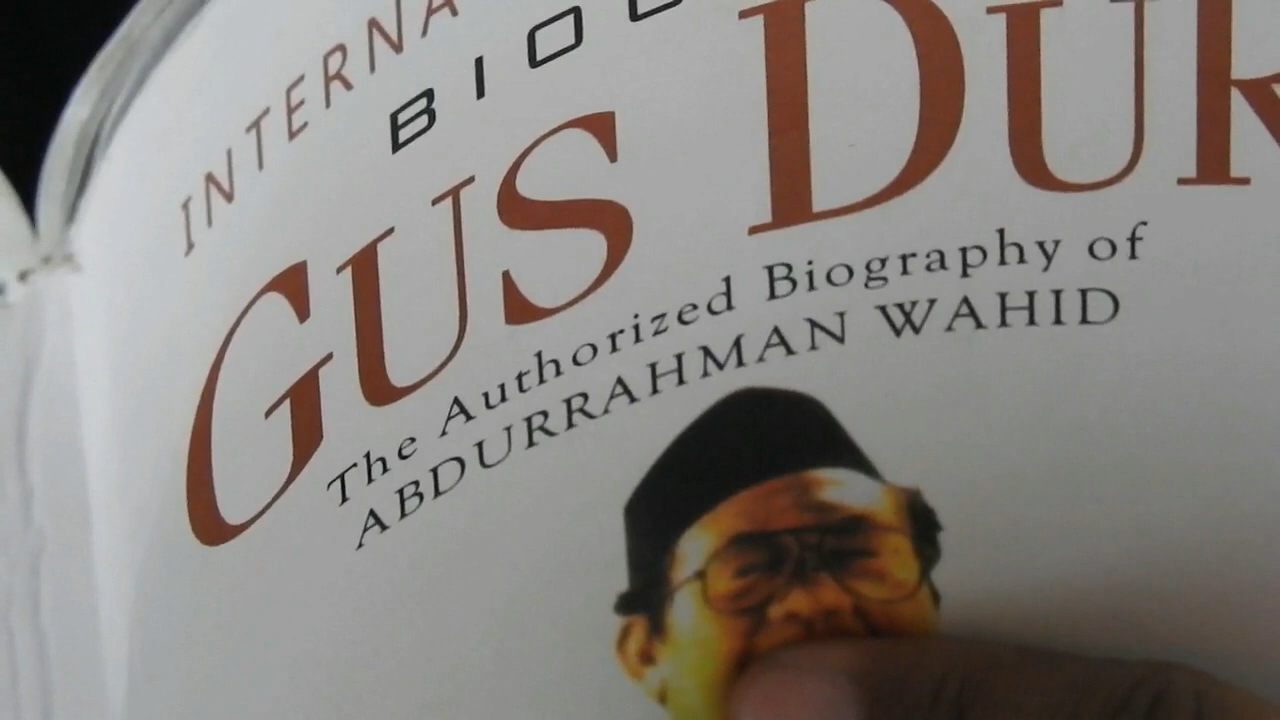 INTERNA
BIO
GUS DUR
The Authorized Biography of
ABDURRAHMAN WAHID